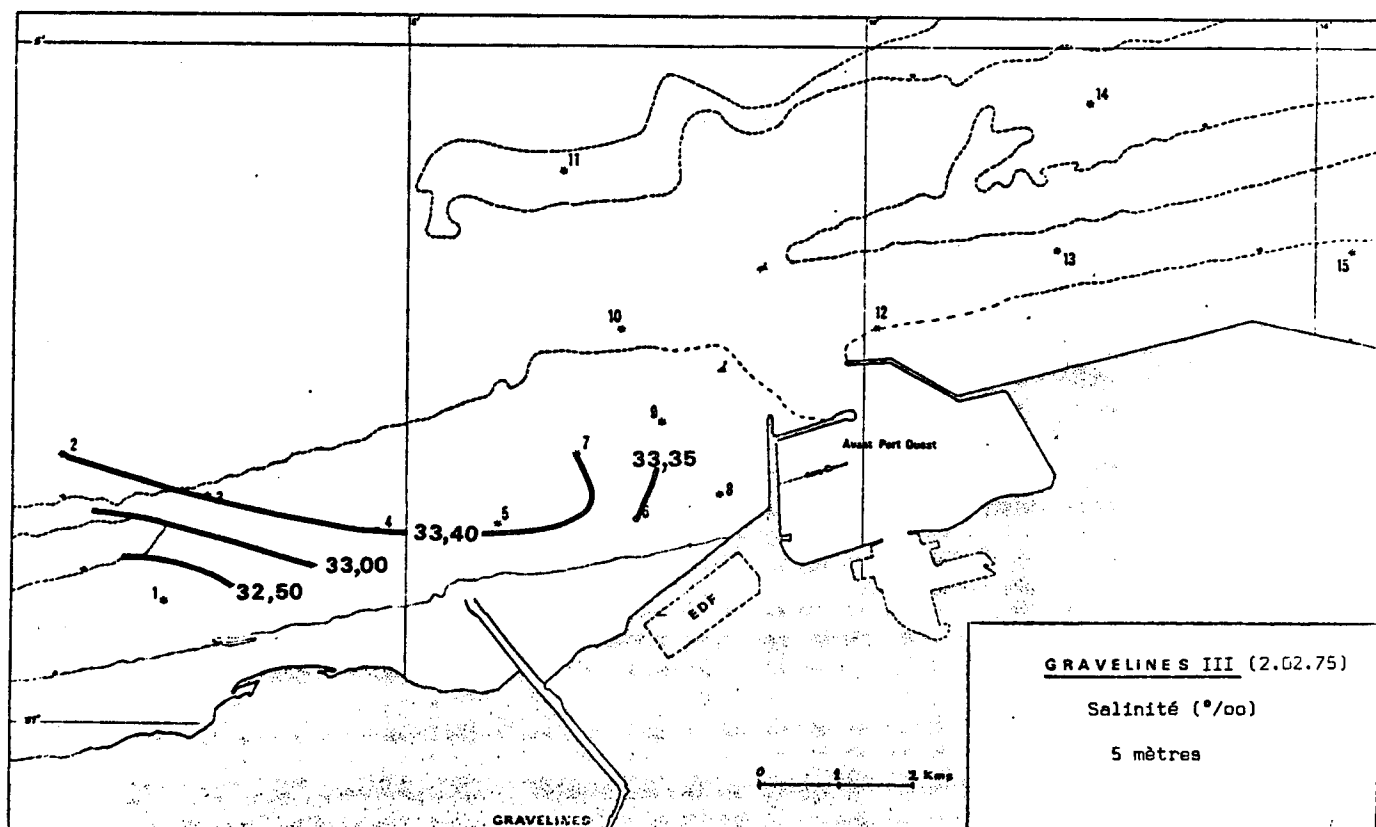 14
11
10
13
15
12
2
9
7
33,35
Avant Port Ouest
3
8
4
33,40
5
6
33,00
1
32,50
EDF
GRAVELINES III (2.02.75)
Salinité (°/oo)
5 mètres
0 1 2 Kms
GRAVELINES